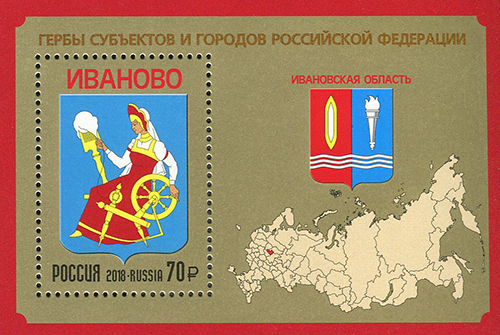 ГЕРБЫ СУБЪЕКТОВ И ГОРОДОВ РОССИЙСКОЙ ФЕДЕРАЦИИ
ИВАНОВО
ИВАНОВСКАЯ ОБЛАСТЬ
РОССИЯ 2018·RUSSIA 70₽